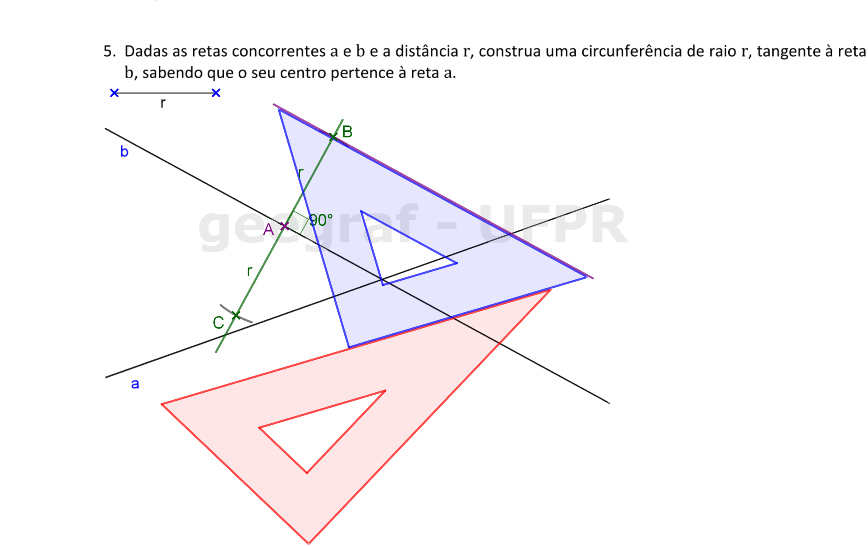 5. Dadas as retas concorrentes a e b e a distância r, construa uma circunferência de raio r, tangente à reta
b, sabendo que o seu centro pertence à reta a.
r
B
b
r
90°
A
geograf - UFPR
r
C
a